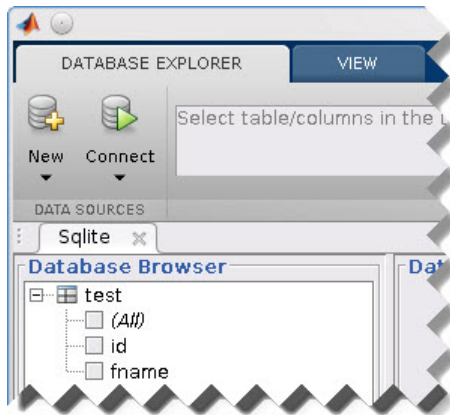 DATABASE EXPLORER VIEW
Select table/columns in the
New Connect
DATA SOURCES
Sqlite
Database Browser
test
(All)
id
fname